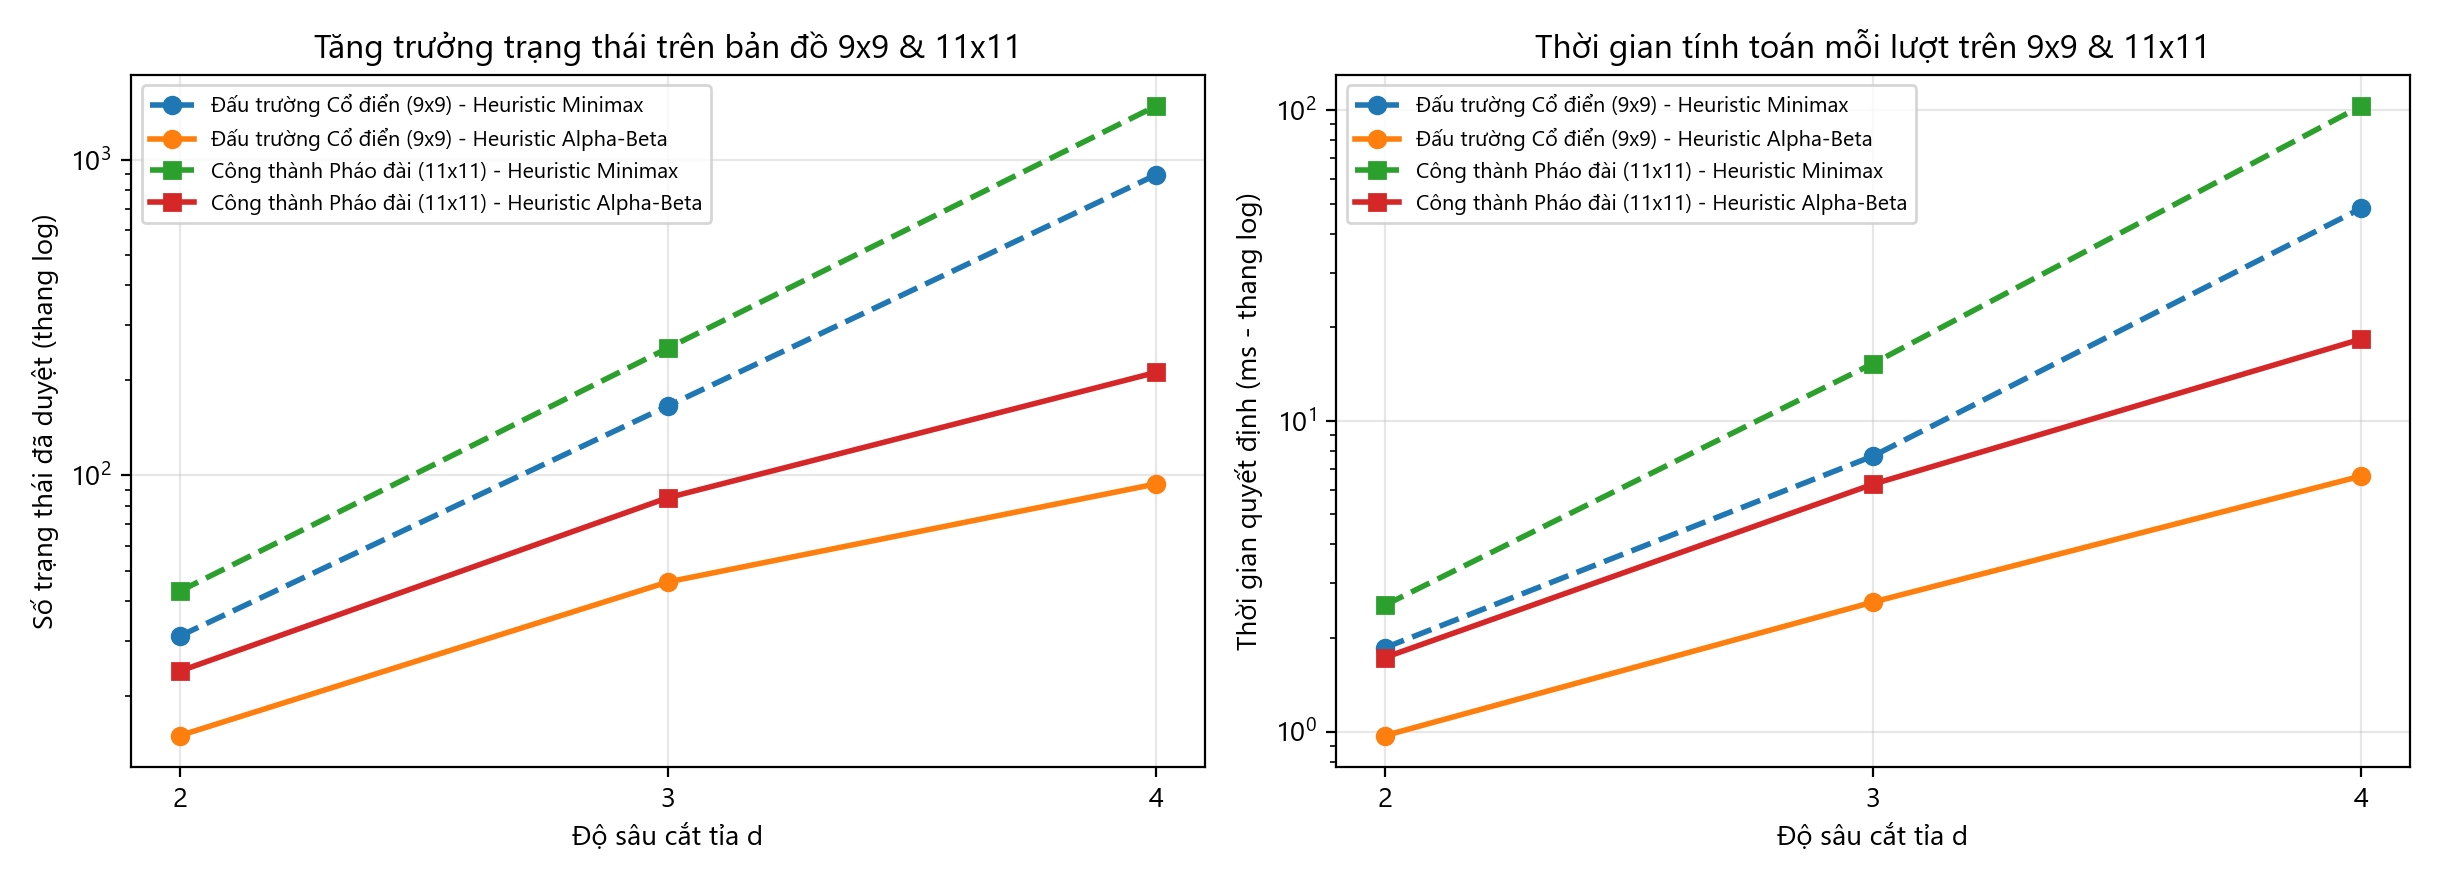 Tăng trưởng trạng thái trên bản đồ 9x9 & 11x11
Đấu trường Cổ điển (9x9) - Heuristic Minimax
Đấu trường Cổ điển (9x9) - Heuristic Alpha-Beta
Công thành Pháo đài (11x11) - Heuristic Minimax
Công thành Pháo đài (11x11) - Heuristic Alpha-Beta
Số trạng thái đã duyệt (thang log)
10³
10²
2
3
4
Độ sâu cắt tỉa d
Thời gian tính toán mỗi lượt trên 9x9 & 11x11
Đấu trường Cổ điển (9x9) - Heuristic Minimax
Đấu trường Cổ điển (9x9) - Heuristic Alpha-Beta
Công thành Pháo đài (11x11) - Heuristic Minimax
Công thành Pháo đài (11x11) - Heuristic Alpha-Beta
Thời gian quyết định (ms - thang log)
10²
10¹
10⁰
2
3
4
Độ sâu cắt tỉa d